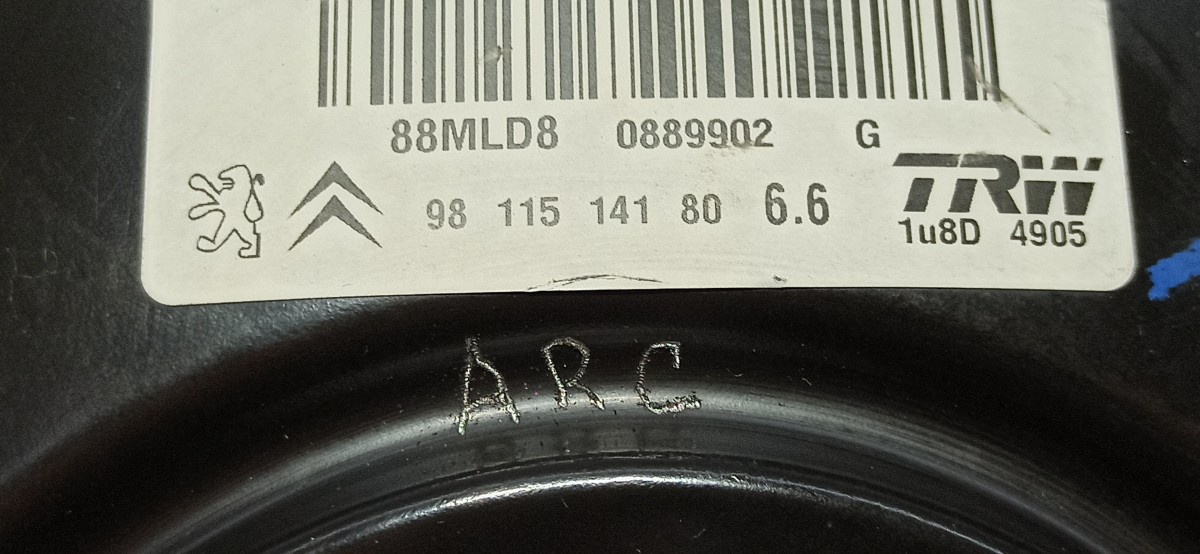 88MLD8 0889902 G
TRW
98 115 141 80 6.6
1u8D 4905
ARC